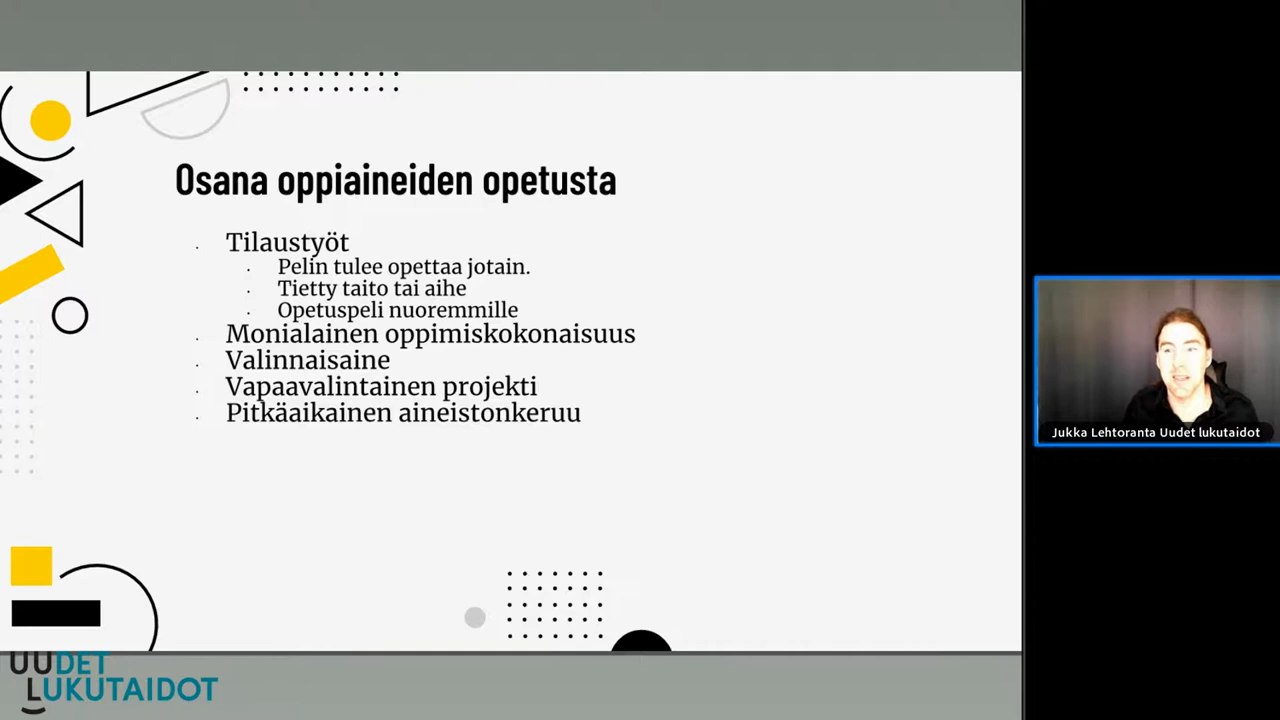 Osana oppiaineiden opetusta
Tilaustyöt
Pelin tulee opettaa jotain.
Tietty taito tai aihe
Opetuspeli nuoremmille
Monialainen oppimiskokonaisuus
Valinnaisaine
Vapaavalintainen projekti
Pitkäaikainen aineistonkeruu
Jukka Lehtoranta Uudet lukutaidot
UUDET
LUKUTAIDOT